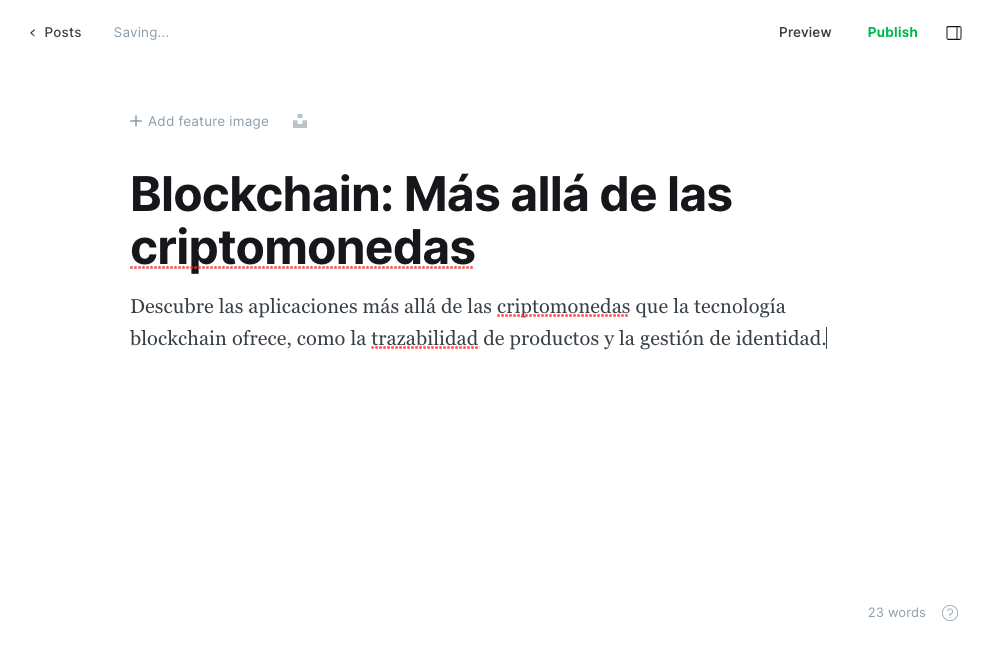 Posts
Saving...
Preview
Publish
Add feature image
Blockchain: Más allá de las
criptomonedas
Descubre las aplicaciones más allá de las criptomonedas que la tecnología
blockchain ofrece, como la trazabilidad de productos y la gestión de identidad.
23 words
?